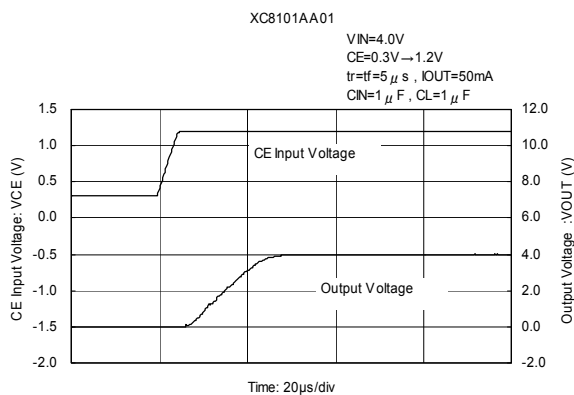 XC8101AA01
VIN=4.0V
CE=0.3V→1.2V
tr=tf=5 μ s , IOUT=50mA
CIN=1 μ F , CL=1 μ F
CE Input Voltage: VCE (V)
1.5
1.0
0.5
0.0
-0.5
-1.0
-1.5
-2.0
CE Input Voltage
Output Voltage
12.0
10.0
8.0
6.0
4.0
2.0
0.0
-2.0
Output Voltage :VOUT (V)
Time: 20μs/div